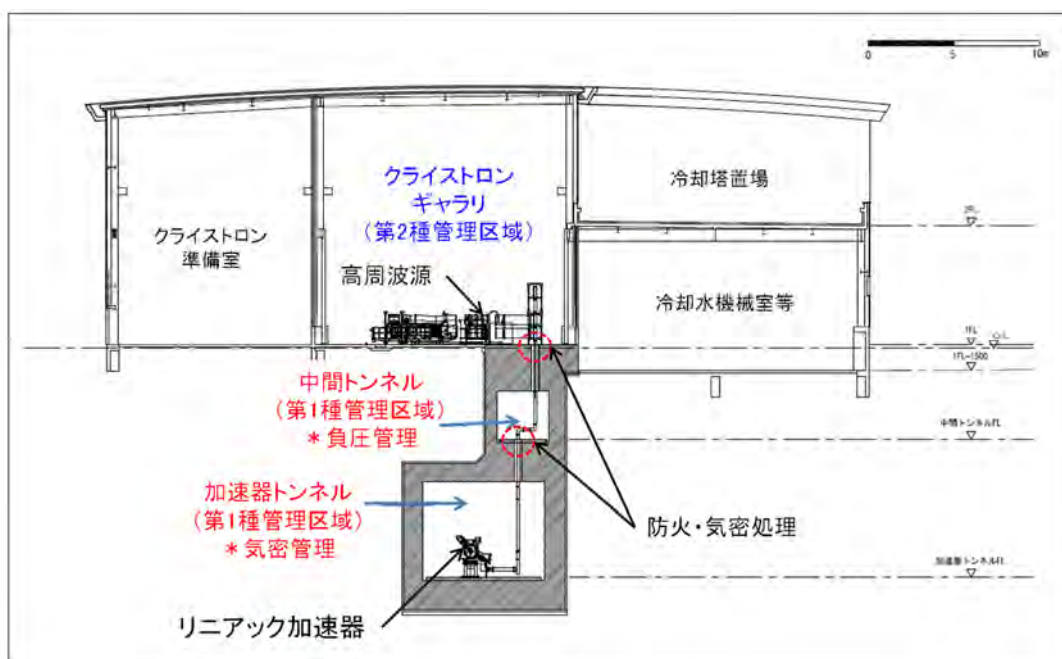 0
5
10m
クライストロン
ギャラリ
(第2種管理区域)
冷却塔置場
クライストロン
準備室
高周波源
冷却水機械室等
1FL
G.L.
1FL-1500
中間トンネル
(第1種管理区域)
*負圧管理
中間トンネルFL
加速器トンネル
(第1種管理区域)
*気密管理
防火・気密処理
加速器トンネルFL
リニアック加速器